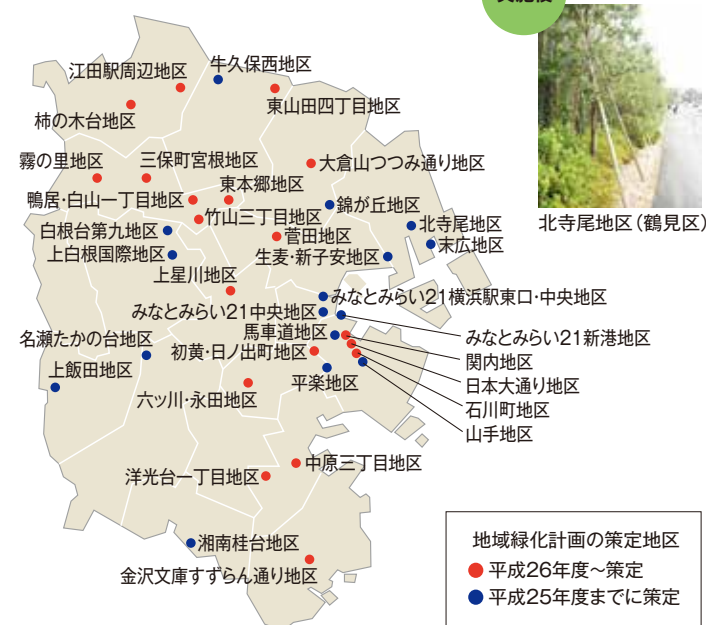 実施後
江田駅周辺地区
牛久保西地区
東山田四丁目地区
柿の木台地区
霧の里地区
三保町宮根地区
大倉山つつみ通り地区
東本郷地区
鴨居・白山一丁目地区
錦が丘地区
竹山三丁目地区
北寺尾地区
北寺尾地区(鶴見区)
白根台第九地区
菅田地区
末広地区
上白根国際地区
生麦・新子安地区
上星川地区
みなとみらい21横浜駅東口・中央地区
みなとみらい21中央地区
みなとみらい21新港地区
名瀬たかの台地区
馬車道地区
関内地区
初黄・日ノ出町地区
上飯田地区
日本大通り地区
平楽地区
六ッ川・永田地区
石川町地区
山手地区
中原三丁目地区
洋光台一丁目地区
湘南桂台地区
金沢文庫すずらん通り地区
地域緑化計画の策定地区
平成26年度~策定
平成25年度までに策定